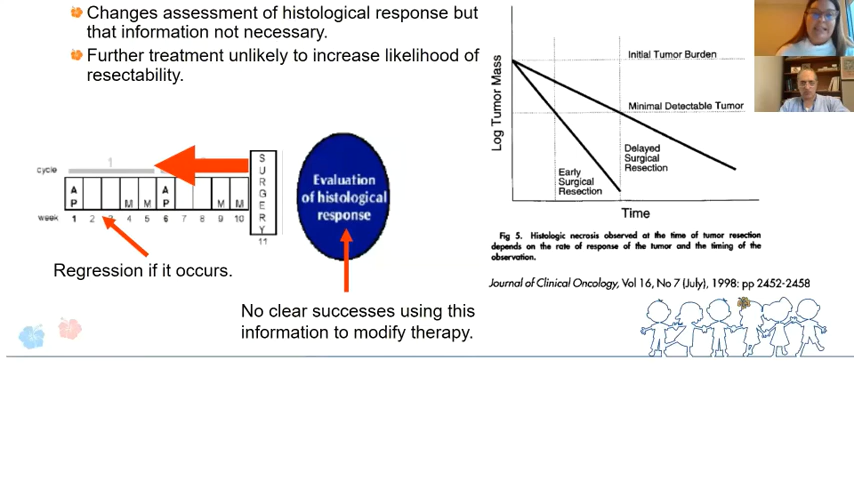 Changes assessment of histological response but
that information not necessary.
Further treatment unlikely to increase likelihood of
resectability.
cycle 1
A P M M A P M M
week 1 2 3 4 5 6 7 8 9 10
SURGERY
11
Evaluation
of histological
response
Regression if it occurs.
No clear successes using this
information to modify therapy.
Log Tumor Mass
Initial Tumor Burden
Minimal Detectable Tumor
Early
Surgical
Resection
Delayed
Surgical
Resection
Time
Fig 5. Histologic necrosis observed at the time of tumor resection
depends on the rate of response of the tumor and the timing of the
observation.
Journal of Clinical Oncology, Vol 16, No 7 (July), 1998: pp 2452-2458